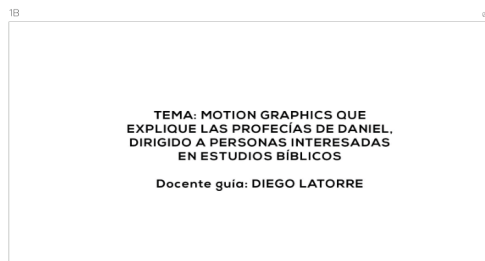 1B
TEMA: MOTION GRAPHICS QUE
EXPLIQUE LAS PROFECÍAS DE DANIEL,
DIRIGIDO A PERSONAS INTERESADAS
EN ESTUDIOS BÍBLICOS
Docente guía: DIEGO LATORRE